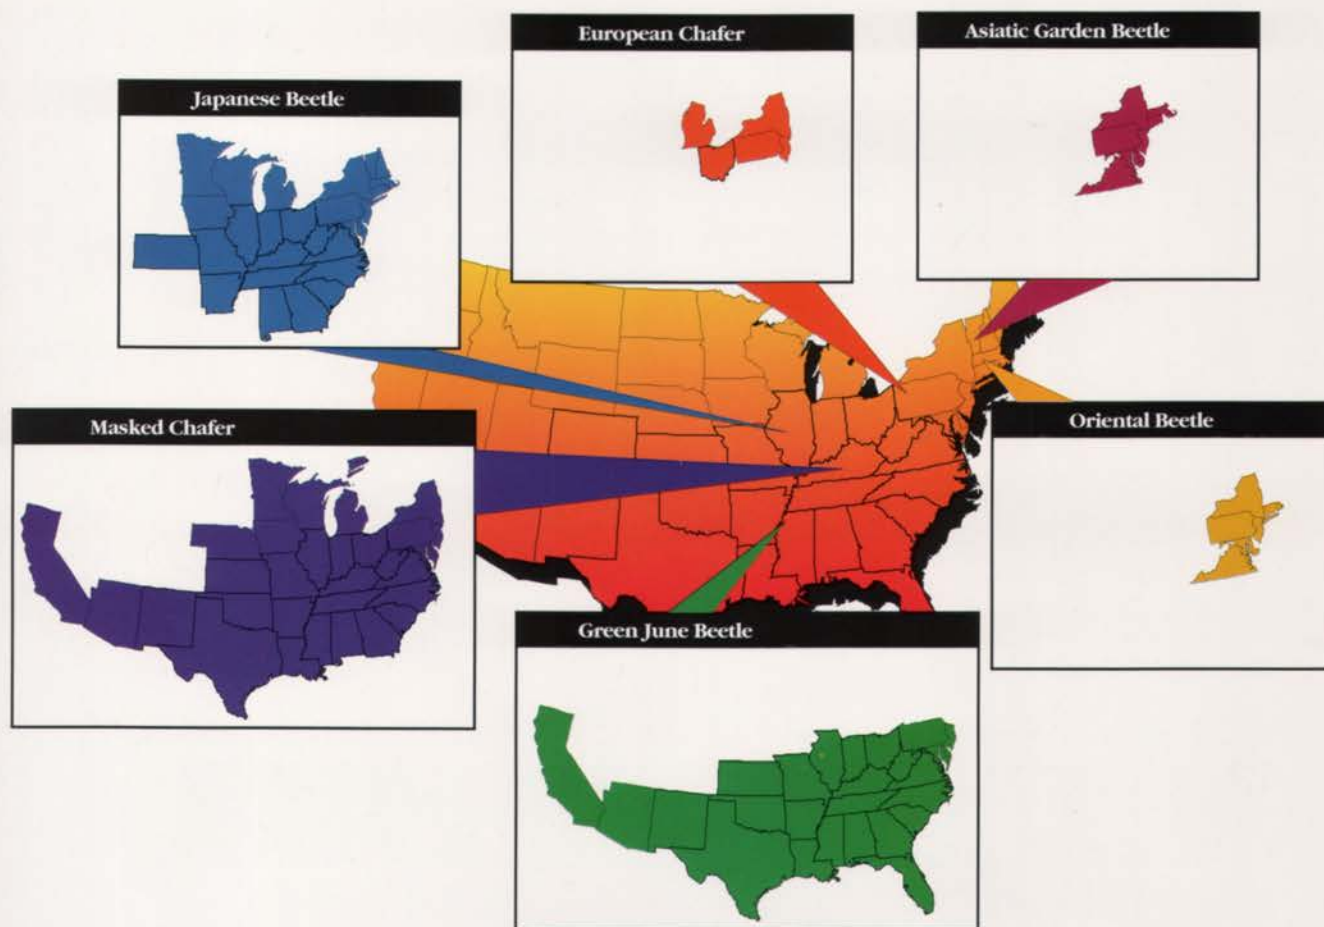 European Chafer
Asiatic Garden Beetle
Japanese Beetle
Masked Chafer
Oriental Beetle
Green June Beetle